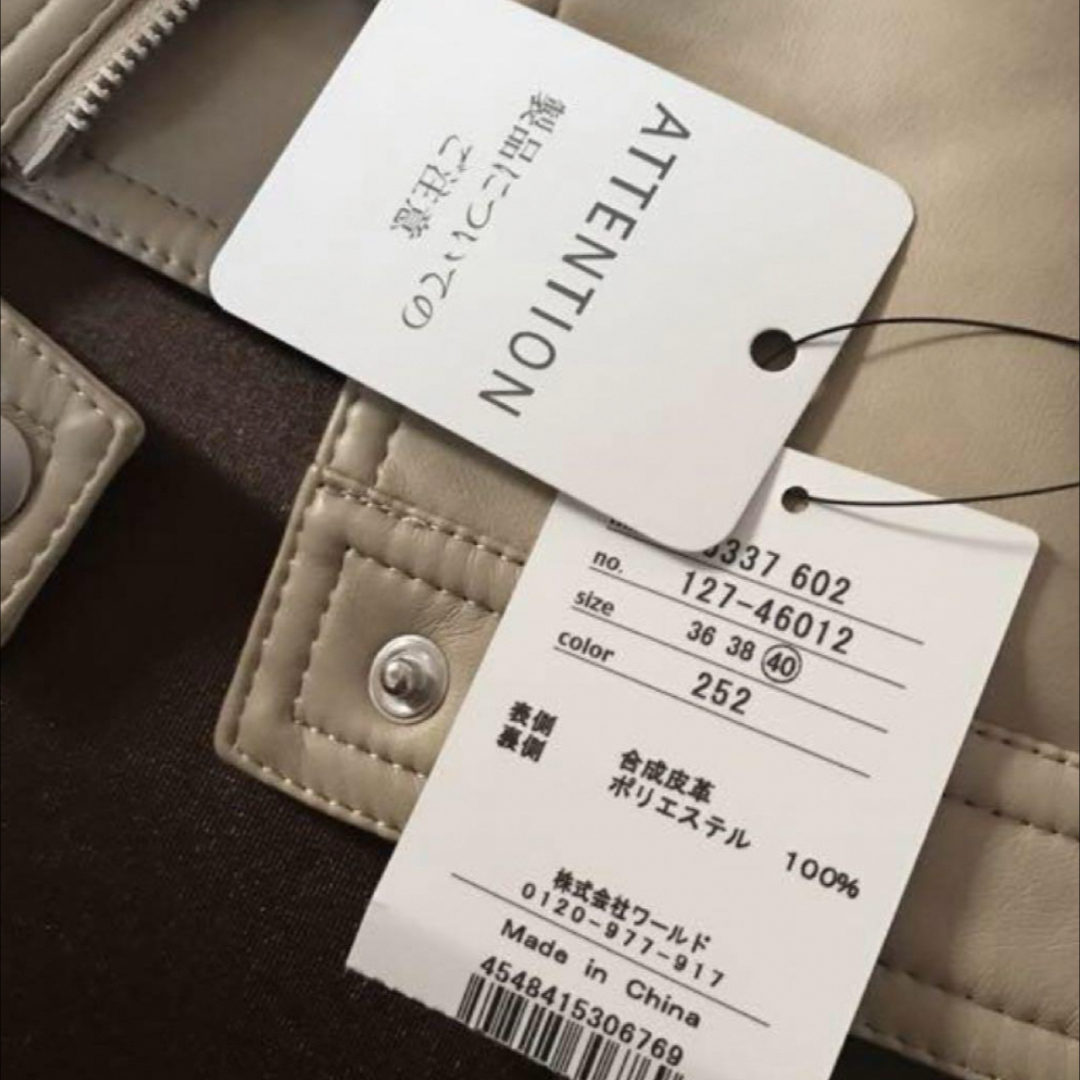 ATTENTION
製品についての
ご注意
337 602
no. 127-46012
size 36 38 40
color 252
表側 合成皮革
裏側 ポリエステル 100%
株式会社ワールド
0120-977-917
Made in China
4548415306769